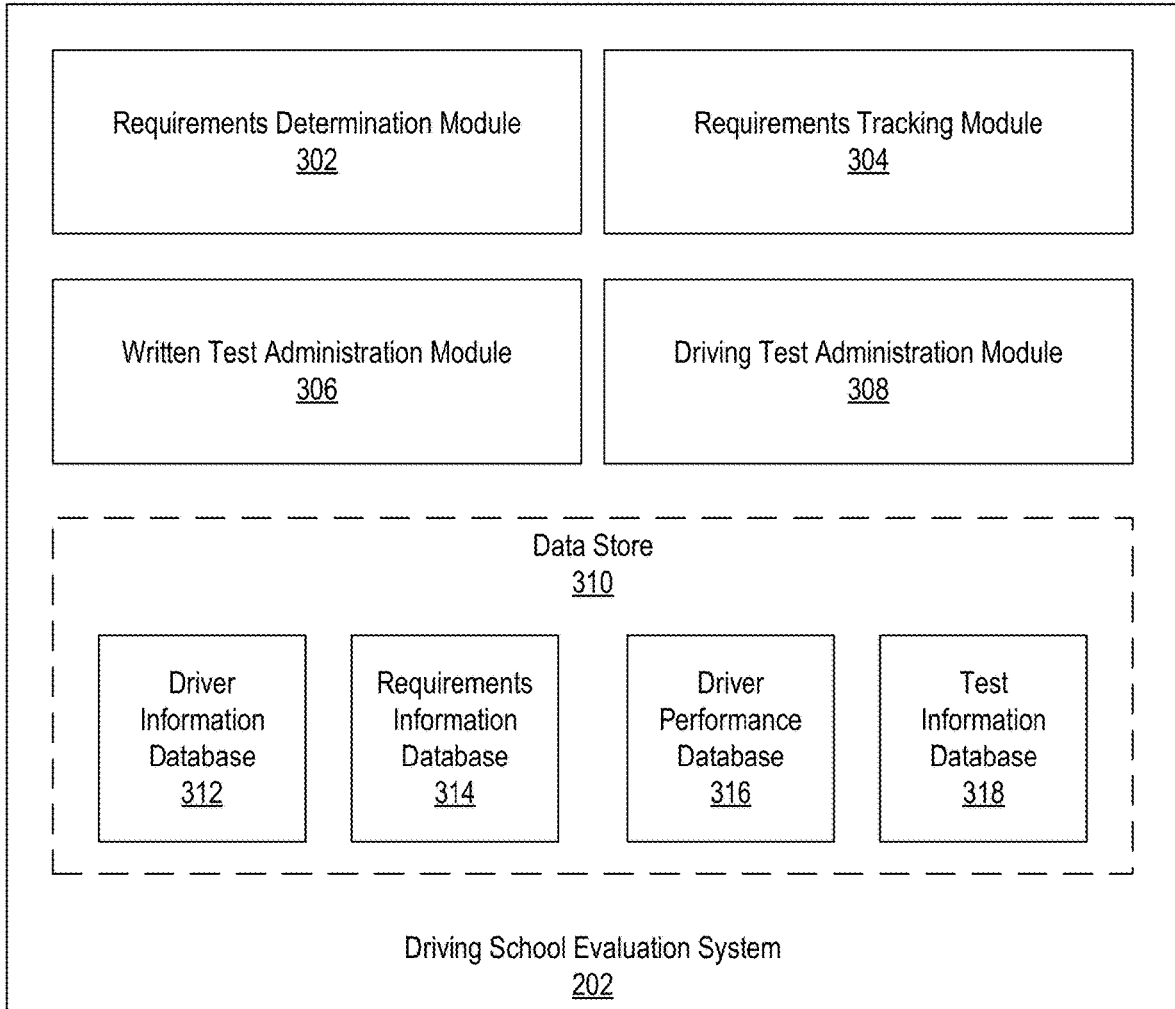 Requirements Determination Module
302
Requirements Tracking Module
304
Written Test Administration Module
306
Driving Test Administration Module
308
Data Store
310
Driver
Information
Database
312
Requirements
Information
Database
314
Driver
Performance
Database
316
Test
Information
Database
318
Driving School Evaluation System
202